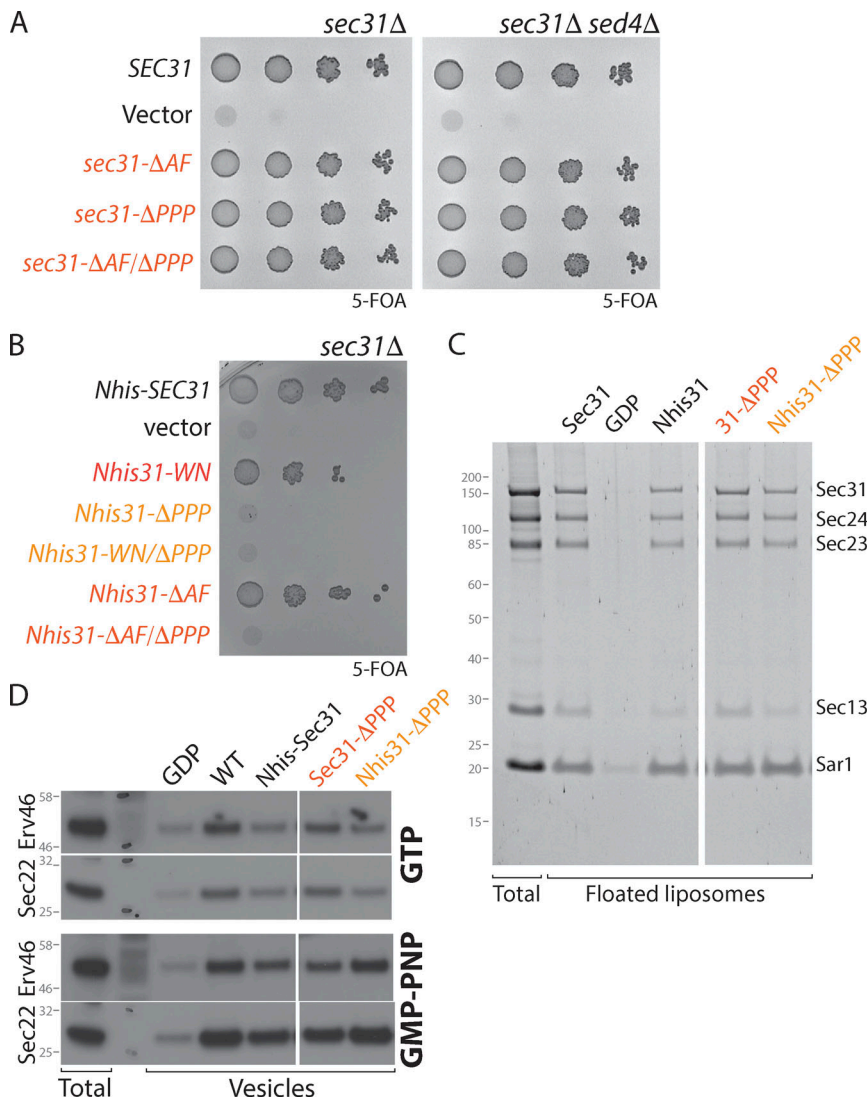 A
sec31Δ
sec31Δ sed4Δ
SEC31
Vector
sec31-ΔAF
sec31-ΔPPP
sec31-ΔAF/ΔPPP
5-FOA
5-FOA
B
sec31Δ
Nhis-SEC31
vector
Nhis31-WN
Nhis31-ΔPPP
Nhis31-WN/ΔPPP
Nhis31-ΔAF
Nhis31-ΔAF/ΔPPP
5-FOA
C
Sec31
GDP
Nhis31
31-ΔPPP
Nhis31-ΔPPP
200
150
100
85
60
50
40
30
25
20
15
Sec31
Sec24
Sec23
Sec13
Sar1
Total
Floated liposomes
D
GDP
WT
Nhis-Sec31
Sec31-ΔPPP
Nhis31-ΔPPP
Erv46
58
46
Sec22
32
25
GTP
Erv46
58
46
Sec22
32
25
GMP-PNP
Total
Vesicles